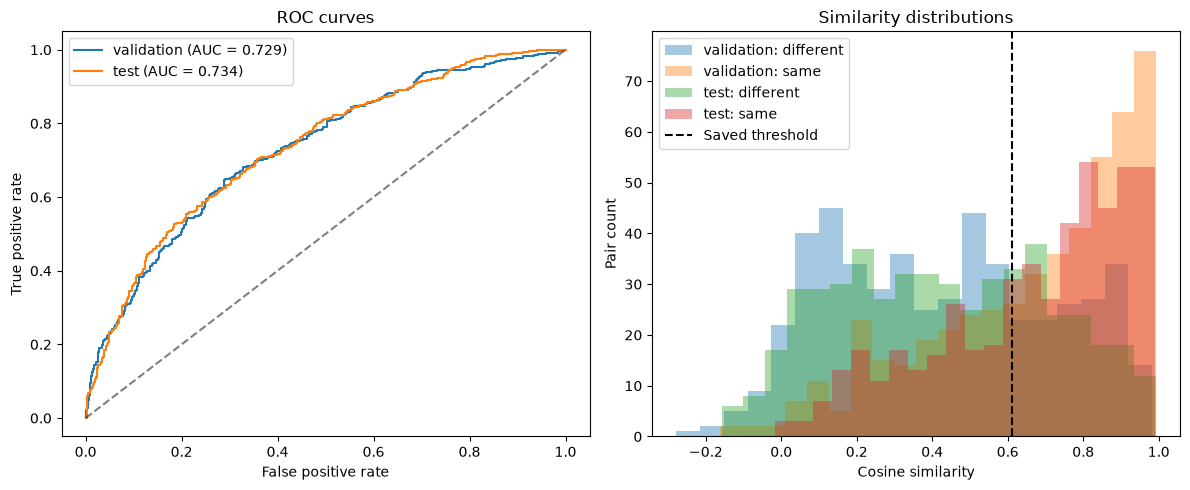 ROC curves
validation (AUC = 0.729)
test (AUC = 0.734)
True positive rate
1.0
0.8
0.6
0.4
0.2
0.0
0.0 0.2 0.4 0.6 0.8 1.0
False positive rate
Similarity distributions
validation: different
validation: same
test: different
test: same
Saved threshold
Pair count
70
60
50
40
30
20
10
0
−0.2 0.0 0.2 0.4 0.6 0.8 1.0
Cosine similarity